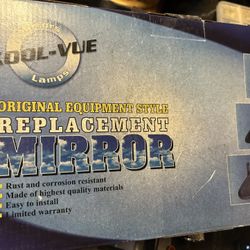 KOOL-VUE
Lamps
ORIGINAL EQUIPMENT STYLE
REPLACEMENT
MIRROR
• Rust and corrosion resistant
• Made of highest quality materials
• Easy to install
• Limited warranty